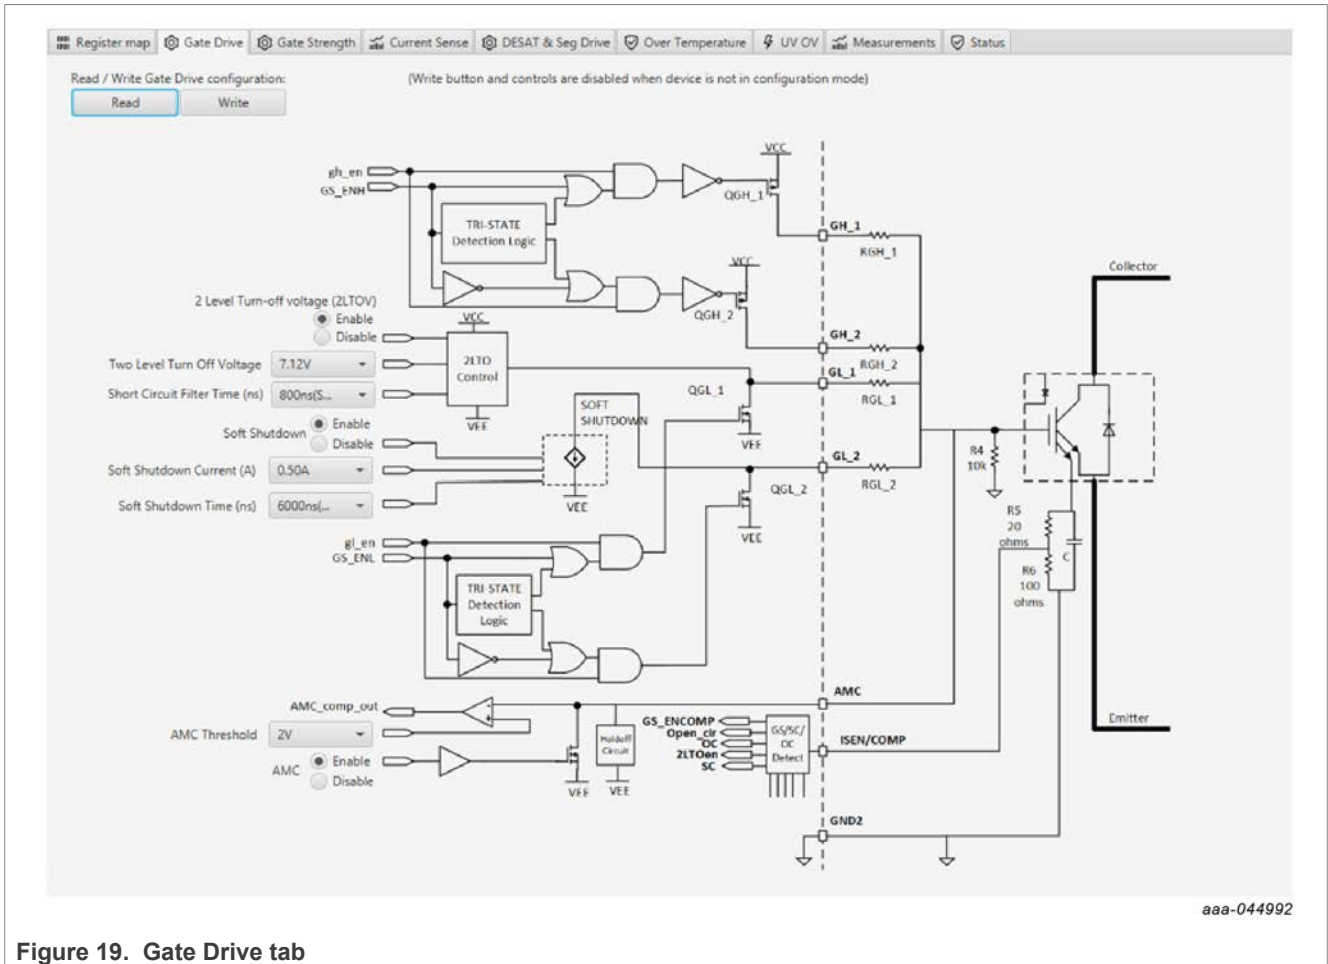 Register map Gate Drive Gate Strength Current Sense DESAT & Seg Drive Over Temperature UV OV Measurements Status
Read / Write Gate Drive configuration: (Write button and controls are disabled when device is not in configuration mode)
Read Write
VCC
gh_en
GS_ENH
QGH_1
TRI-STATE
Detection Logic
GH_1
RGH_1
VCC
Collector
2 Level Turn-off voltage (2LTOV)
Enable
Disable
VCC
QGH_2
GH_2
RGH_2
Two Level Turn Off Voltage 7.12V
2LTO
Control
GL_1
RGL_1
QGL_1
Short Circuit Filter Time (ns) 800ns(S...
VEE
SOFT
SHUTDOWN
VEE
Soft Shutdown
Enable
Disable
R4
10k
GL_2
RGL_2
QGL_2
Soft Shutdown Current (A) 0.50A
Soft Shutdown Time (ns) 6000ns(...
VEE
VEE
R5
20
ohms
C
R6
100
ohms
gl_en
GS_ENL
TRI-STATE
Detection
Logic
AMC
AMC_comp_out
-
+
AMC Threshold 2V
AMC
Enable
Disable
Holdoff
Circuit
VEE VEE
GS_ENCOMP
Open_clr
OC
2LTOen
SC
GS/SC/
OC
Detect
ISEN/COMP
Emitter
GND2
aaa-044992
Figure 19. Gate Drive tab